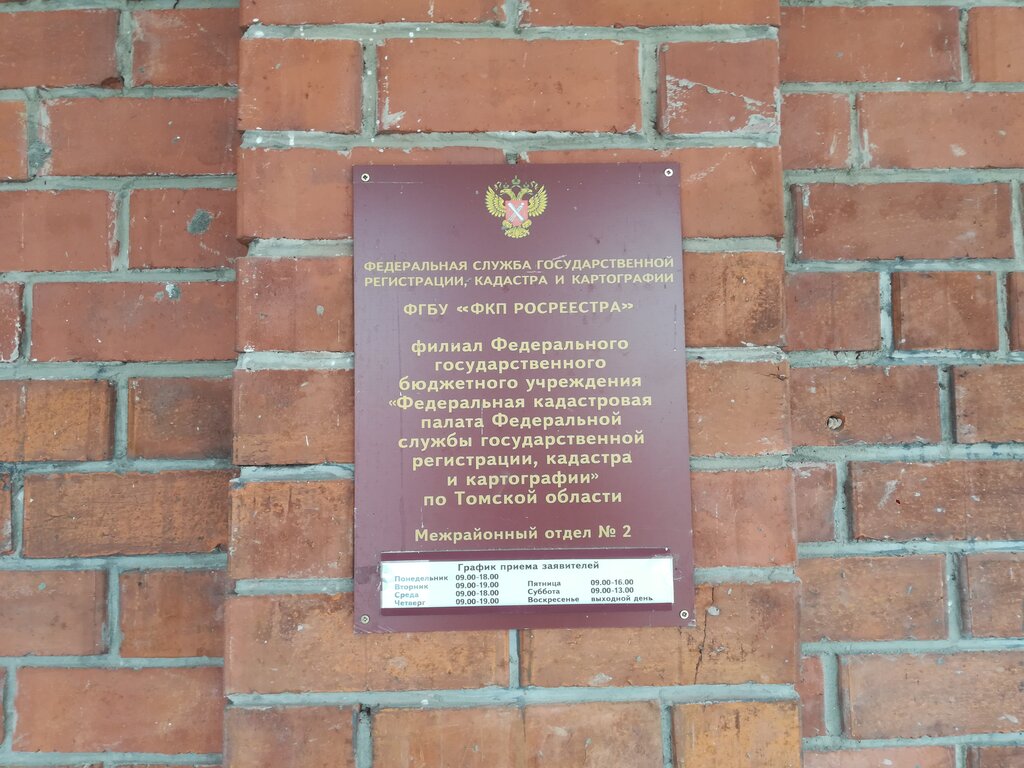 ФЕДЕРАЛЬНАЯ СЛУЖБА ГОСУДАРСТВЕННОЙ
РЕГИСТРАЦИИ, КАДАСТРА И КАРТОГРАФИИ
ФГБУ «ФКП РОСРЕЕСТРА»
филиал Федерального
государственного
бюджетного учреждения
«Федеральная кадастровая
палата Федеральной
службы государственной
регистрации, кадастра
и картографии"
по Томской области
Межрайонный отдел № 2
График приема заявителей
Понедельник 09.00-18.00
Вторник 09.00-19.00
Среда 09.00-18.00
Четверг 09.00-19.00
Пятница 09.00-16.00
Суббота 09.00-13.00
Воскресенье выходной день